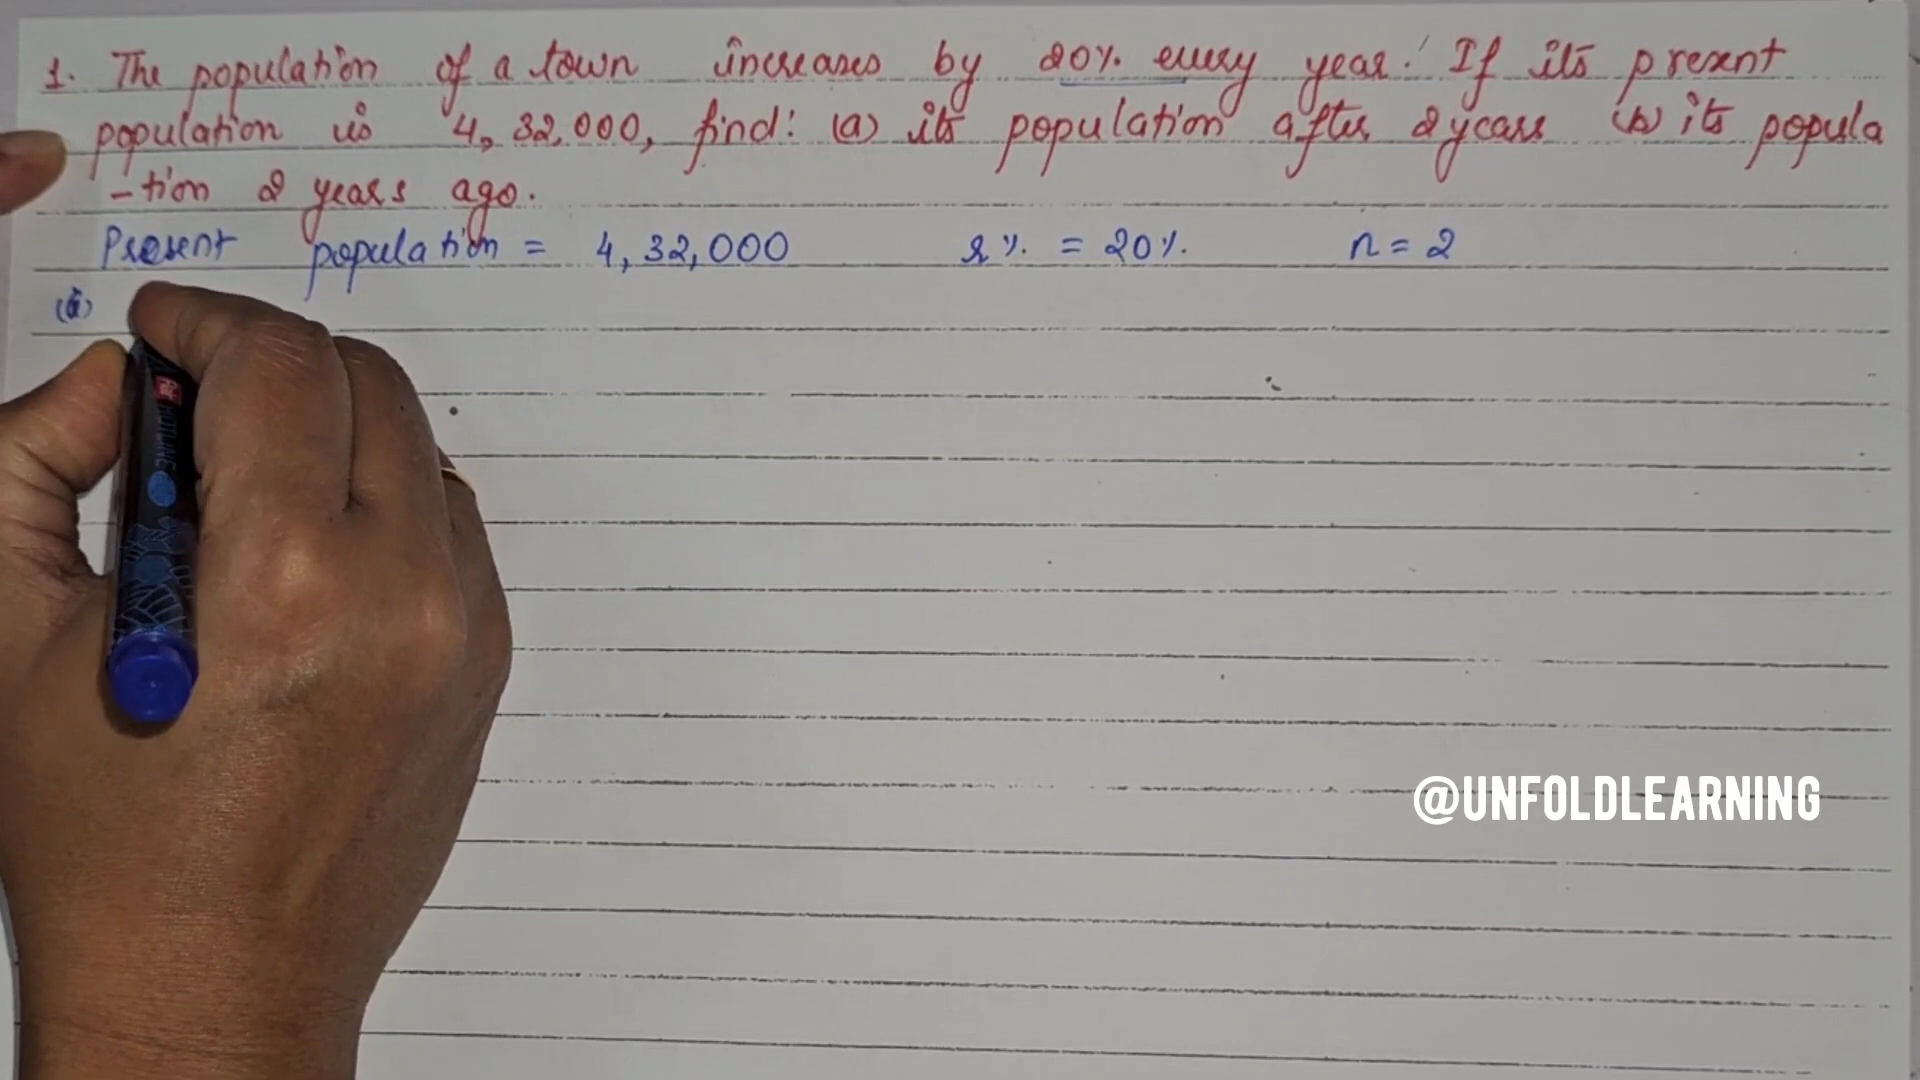 1. The population of a town increases by 20% every year. If its present
population is 4,32,000, find: (a) its population after 2 years (b) its popula
-tion 2 years ago.
Present population = 4,32,000 r% = 20% n = 2
(a)
HOTLINE
@UNFOLDLEARNING